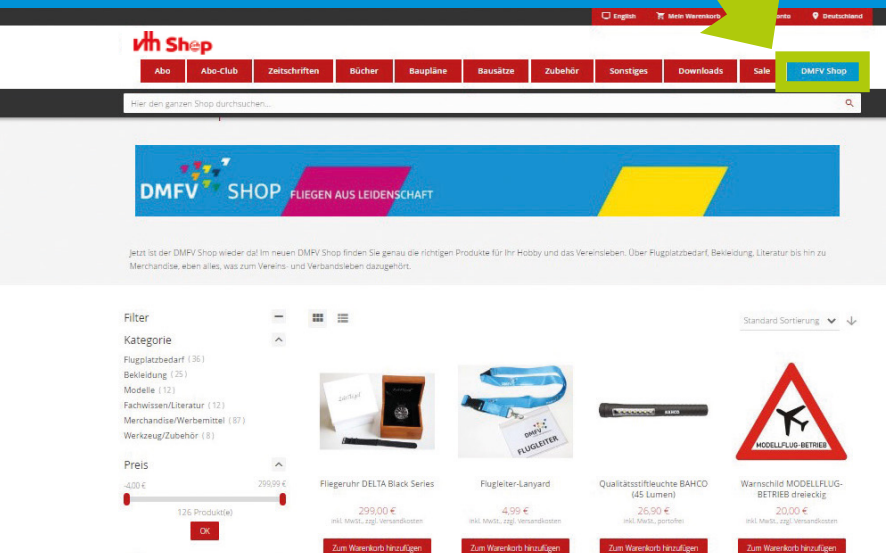 English Mein Warenkorb Deutschland
vth Shop
Abo Abo-Club Zeitschriften Bücher Baupläne Bausätze Zubehör Sonstiges Downloads Sale DMFV Shop
Hier den ganzen Shop durchsuchen...
DMFV SHOP FLIEGEN AUS LEIDENSCHAFT
Jetzt ist der DMFV Shop wieder da! Im neuen DMFV Shop finden Sie genau die richtigen Produkte für Ihr Hobby und das Vereinsleben. Über Flugplatzbedarf, Bekleidung, Literatur bis hin zu
Merchandise, eben alles, was zum Vereins- und Verbandsleben dazugehört.
Filter
Standard Sortierung
Kategorie
Flugplatzbedarf (36)
Bekleidung (25)
Modelle (12)
Fachwissen/Literatur (12)
Merchandise/Werbemittel (87)
Werkzeug/Zubehör (8)
Preis
-4,00 € 299,99 €
126 Produkt(e)
OK
DMFV
FLUGLEITER
BAHCO
MODELLFLUG-BETRIEB
Fliegeruhr DELTA Black Series
299,00 €
inkl. MwSt., zzgl. Versandkosten
Zum Warenkorb hinzufügen
Flugleiter-Lanyard
4,99 €
inkl. MwSt., zzgl. Versandkosten
Zum Warenkorb hinzufügen
Qualitätsstiftleuchte BAHCO
(45 Lumen)
26,90 €
inkl. MwSt., portofrei
Zum Warenkorb hinzufügen
Warnschild MODELLFLUG-
BETRIEB dreieckig
20,00 €
inkl. MwSt., zzgl. Versandkosten
Zum Warenkorb hinzufügen